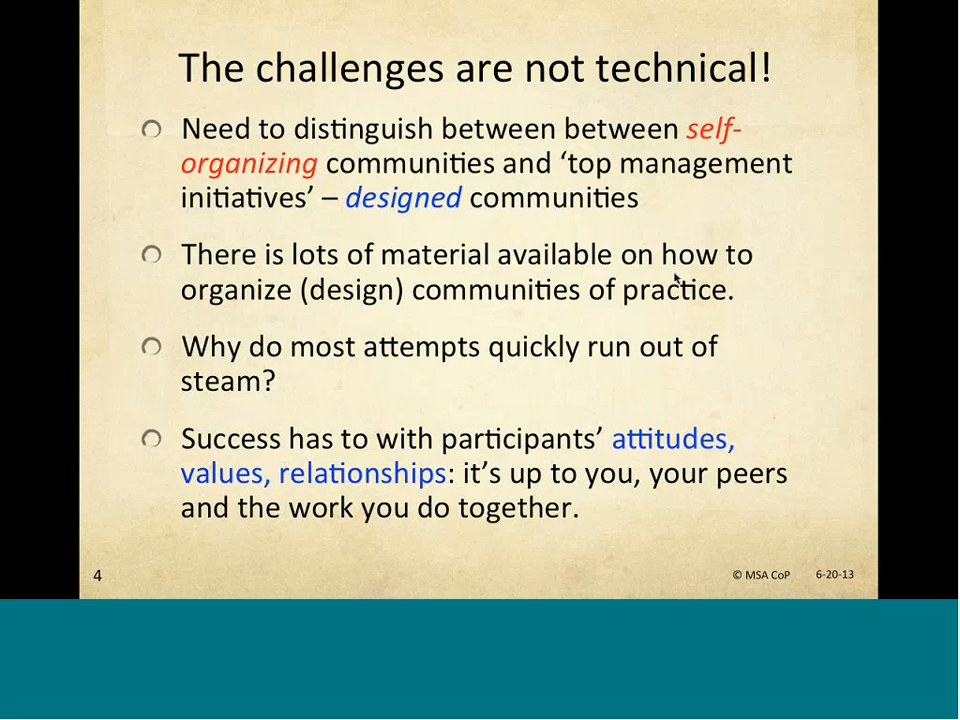 The challenges are not technical!
Need to distinguish between between self-
organizing communities and ‘top management
initiatives’ – designed communities
There is lots of material available on how to
organize (design) communities of practice.
Why do most attempts quickly run out of
steam?
Success has to with participants’ attitudes,
values, relationships: it’s up to you, your peers
and the work you do together.
4
© MSA CoP 6-20-13